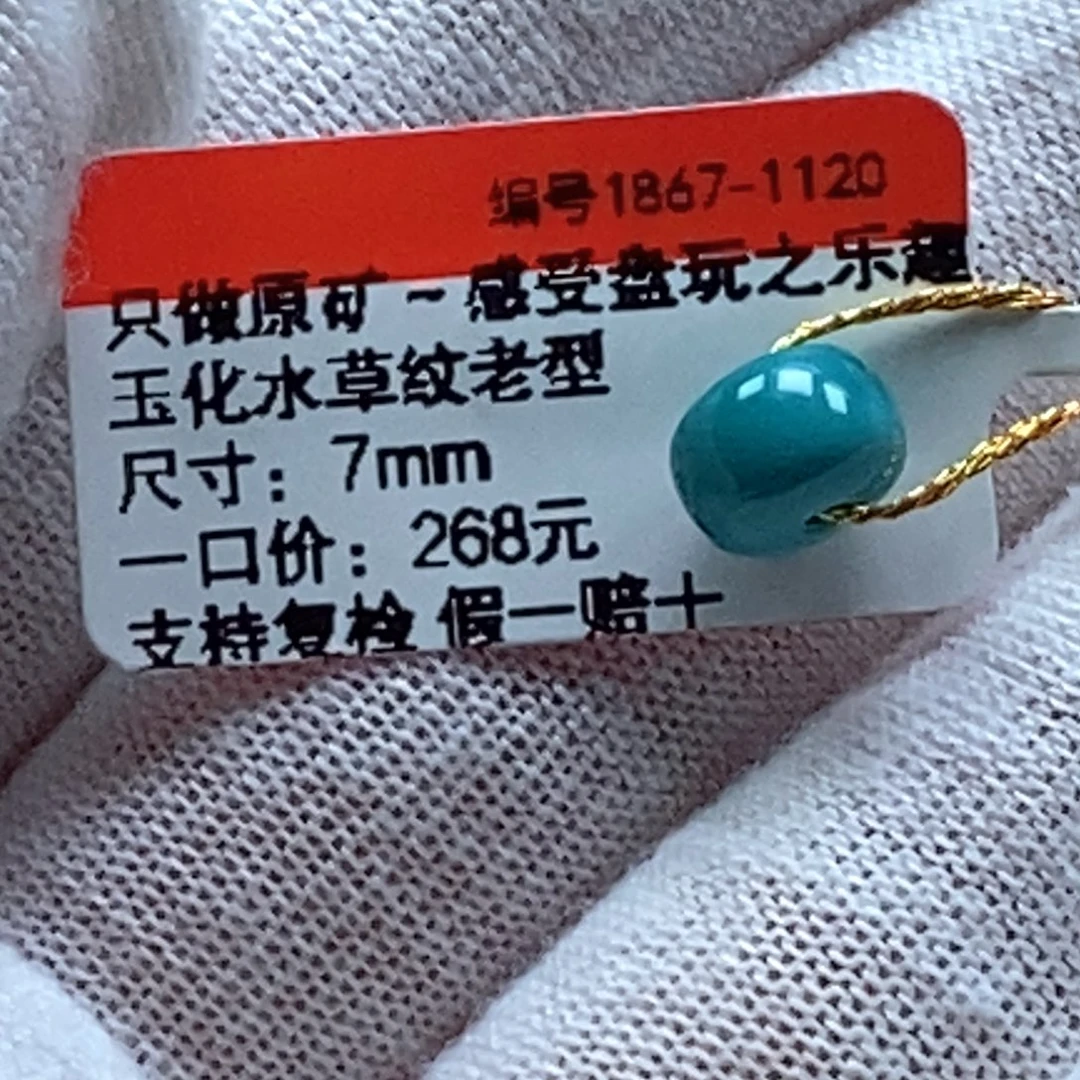 编号1867-1120
只做原矿~感受盘玩之乐趣
玉化水草纹老型
尺寸：7mm
一口价：268元
支持复检 假一赔十